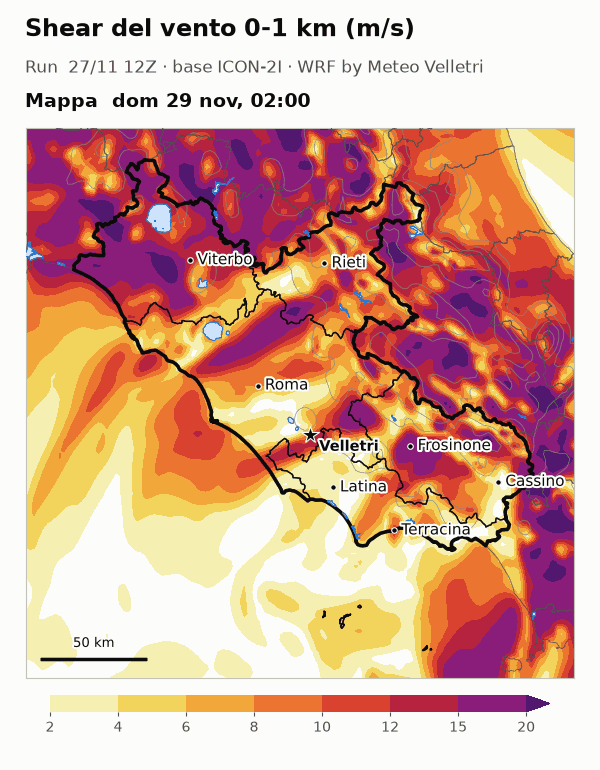 Shear del vento 0-1 km (m/s)
Run  27/11 12Z · base ICON-2I · WRF by Meteo Velletri
Mappa  dom 29 nov, 02:00
Viterbo
Rieti
Roma
Velletri
Frosinone
Latina
Cassino
Terracina
50 km
2 4 6 8 10 12 15 20